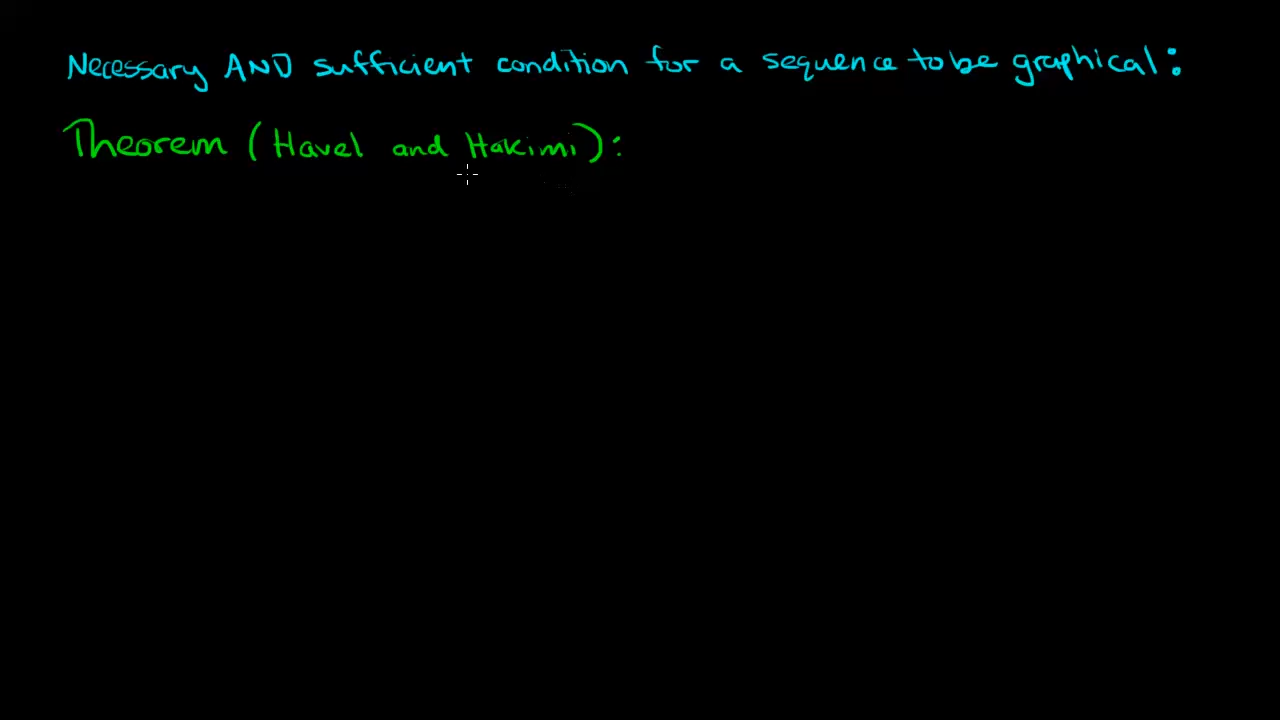 Necessary AND sufficient condition for a sequence to be graphical:
Theorem (Havel and Hakimi):